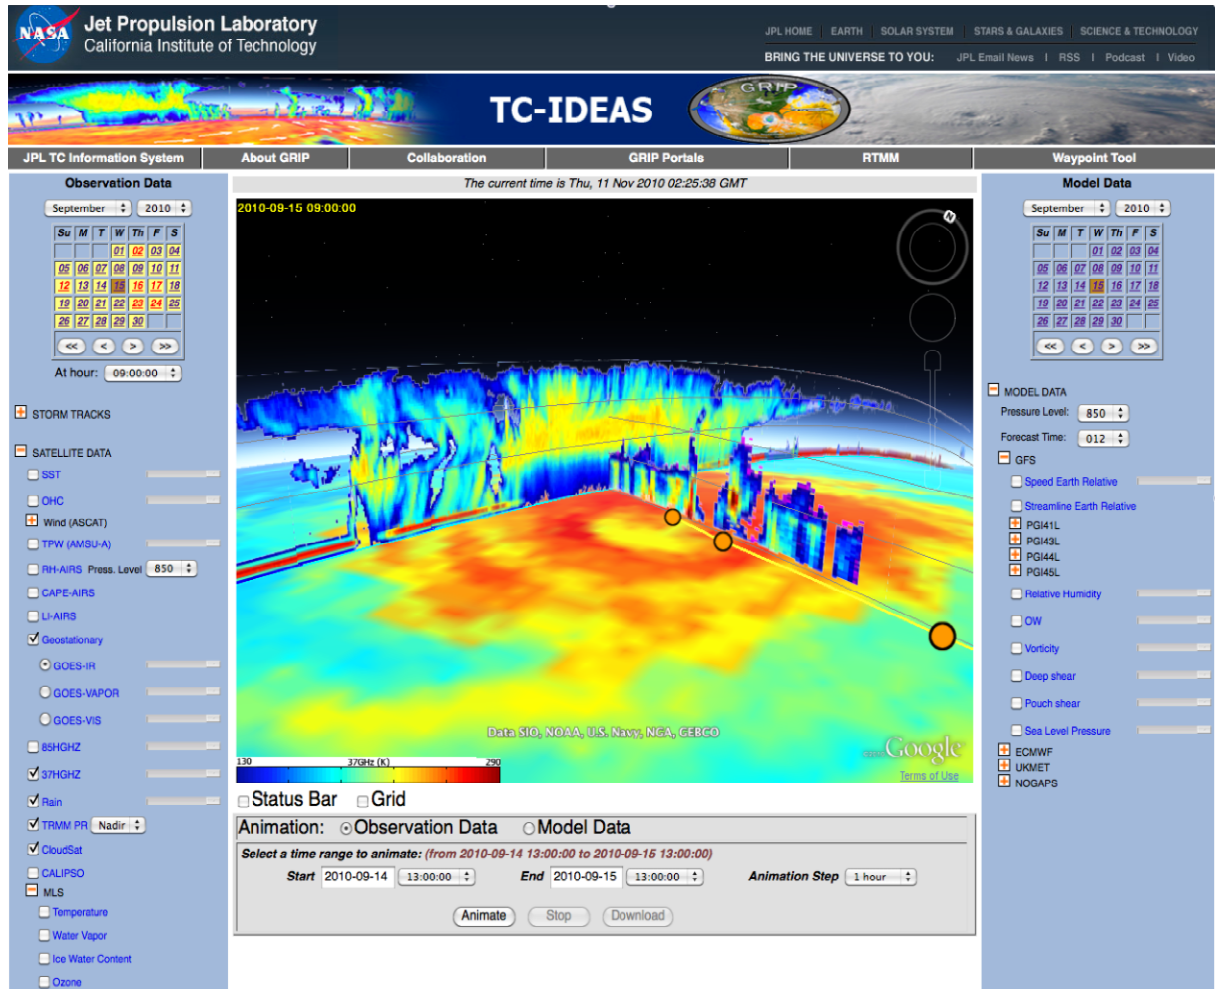 NASA
Jet Propulsion Laboratory
California Institute of Technology
JPL HOME EARTH SOLAR SYSTEM STARS & GALAXIES SCIENCE & TECHNOLOGY
BRING THE UNIVERSE TO YOU: JPL Email News | RSS | Podcast | Video
TC-IDEAS
GRIP
JPL TC Information System About GRIP Collaboration GRIP Portals RTMM Waypoint Tool
Observation Data
September 2010
Su M T W Th F S
01 02 03 04
05 06 07 08 09 10 11
12 13 14 15 16 17 18
19 20 21 22 23 24 25
26 27 28 29 30
<< < > >>
At hour: 09:00:00
STORM TRACKS
SATELLITE DATA
SST
OHC
Wind (ASCAT)
TPW (AMSU-A)
RH-AIRS Press. Level 850
CAPE-AIRS
LI-AIRS
Geostationary
GOES-IR
GOES-VAPOR
GOES-VIS
85HGHZ
37HGHZ
Rain
TRMM PR Nadir
CloudSat
CALIPSO
MLS
Temperature
Water Vapor
Ice Water Content
Ozone
The current time is Thu, 11 Nov 2010 02:25:38 GMT
2010-09-15 09:00:00
N
Data SIO, NOAA, U.S. Navy, NGA, GEBCO
Google
Terms of Use
130 37GHz (K) 290
Status Bar Grid
Animation: Observation Data Model Data
Select a time range to animate: (from 2010-09-14 13:00:00 to 2010-09-15 13:00:00)
Start 2010-09-14 13:00:00 End 2010-09-15 13:00:00 Animation Step 1 hour
Animate Stop Download
Model Data
September 2010
Su M T W Th F S
01 02 03 04
05 06 07 08 09 10 11
12 13 14 15 16 17 18
19 20 21 22 23 24 25
26 27 28 29 30
<< < > >>
MODEL DATA
Pressure Level: 850
Forecast Time: 012
GFS
Speed Earth Relative
Streamline Earth Relative
PGI41L
PGI43L
PGI44L
PGI45L
Relative Humidity
OW
Vorticity
Deep shear
Pouch shear
Sea Level Pressure
ECMWF
UKMET
NOGAPS